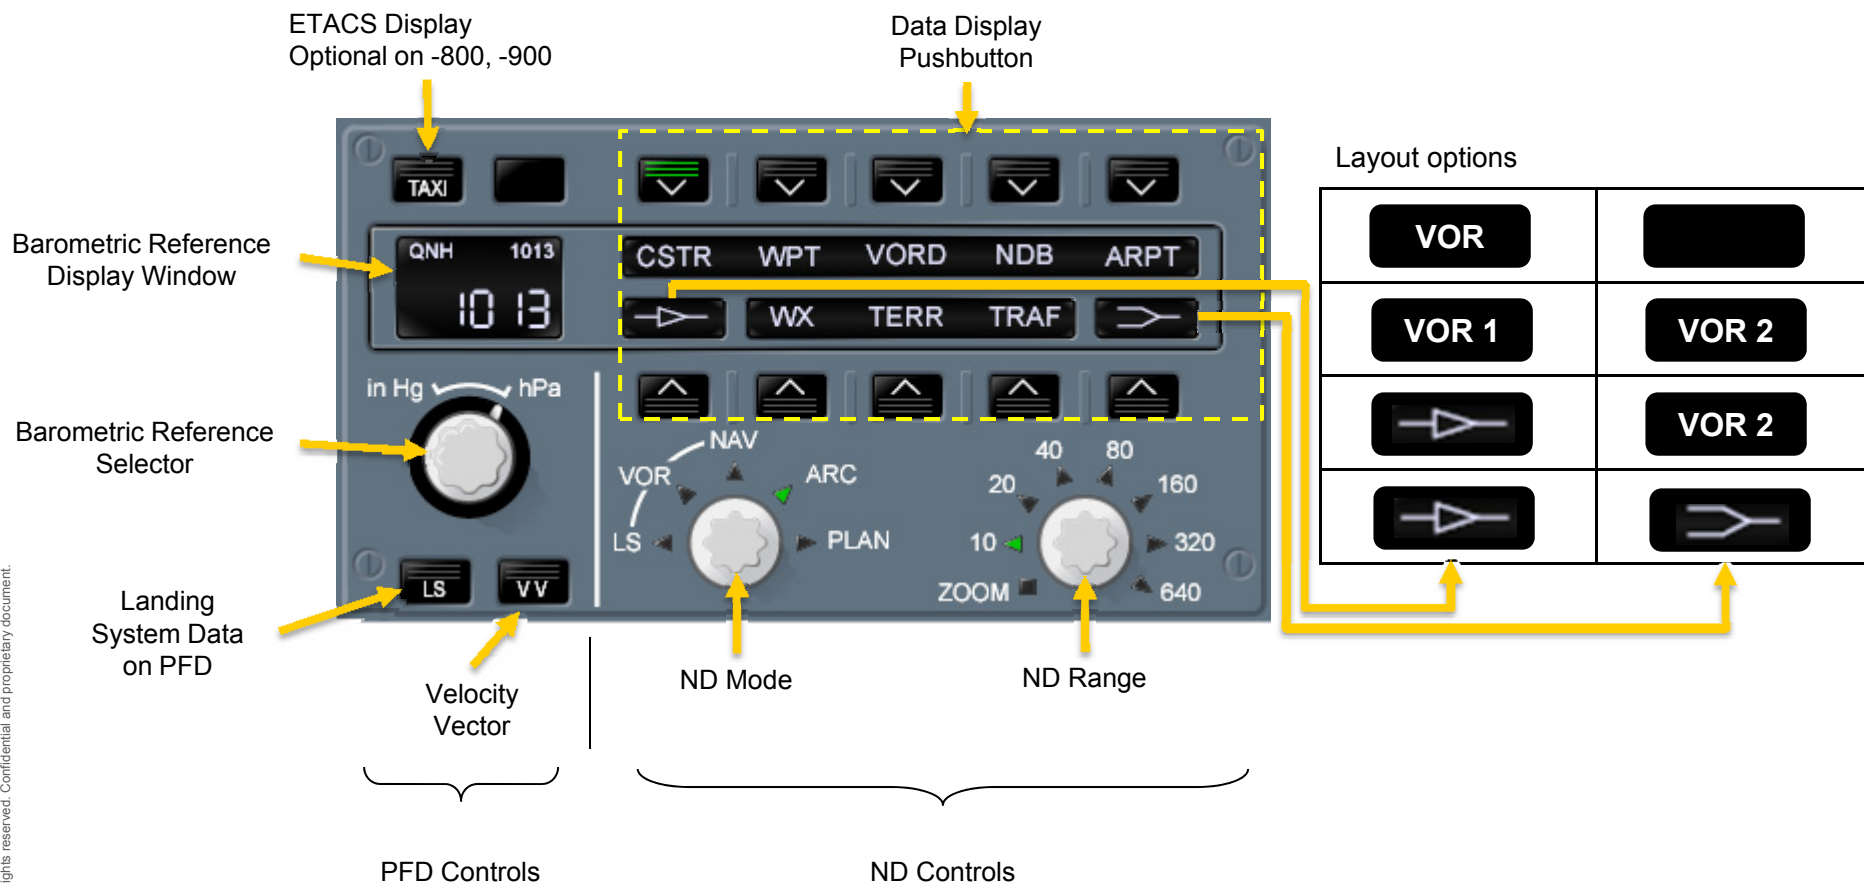 ETACS Display
Optional on -800, -900
Data Display
Pushbutton
Layout options
TAXI
Barometric Reference
Display Window
QNH 1013
1013
CSTR WPT VORD NDB ARPT
WX TERR TRAF
VOR
VOR 1 VOR 2
VOR 2
in Hg hPa
Barometric Reference
Selector
NAV
VOR ARC
LS PLAN
40 80
20 160
10 320
ZOOM 640
LS VV
Landing
System Data
on PFD
Velocity
Vector
ND Mode
ND Range
PFD Controls
ND Controls
ights reserved. Confidential and proprietary document.